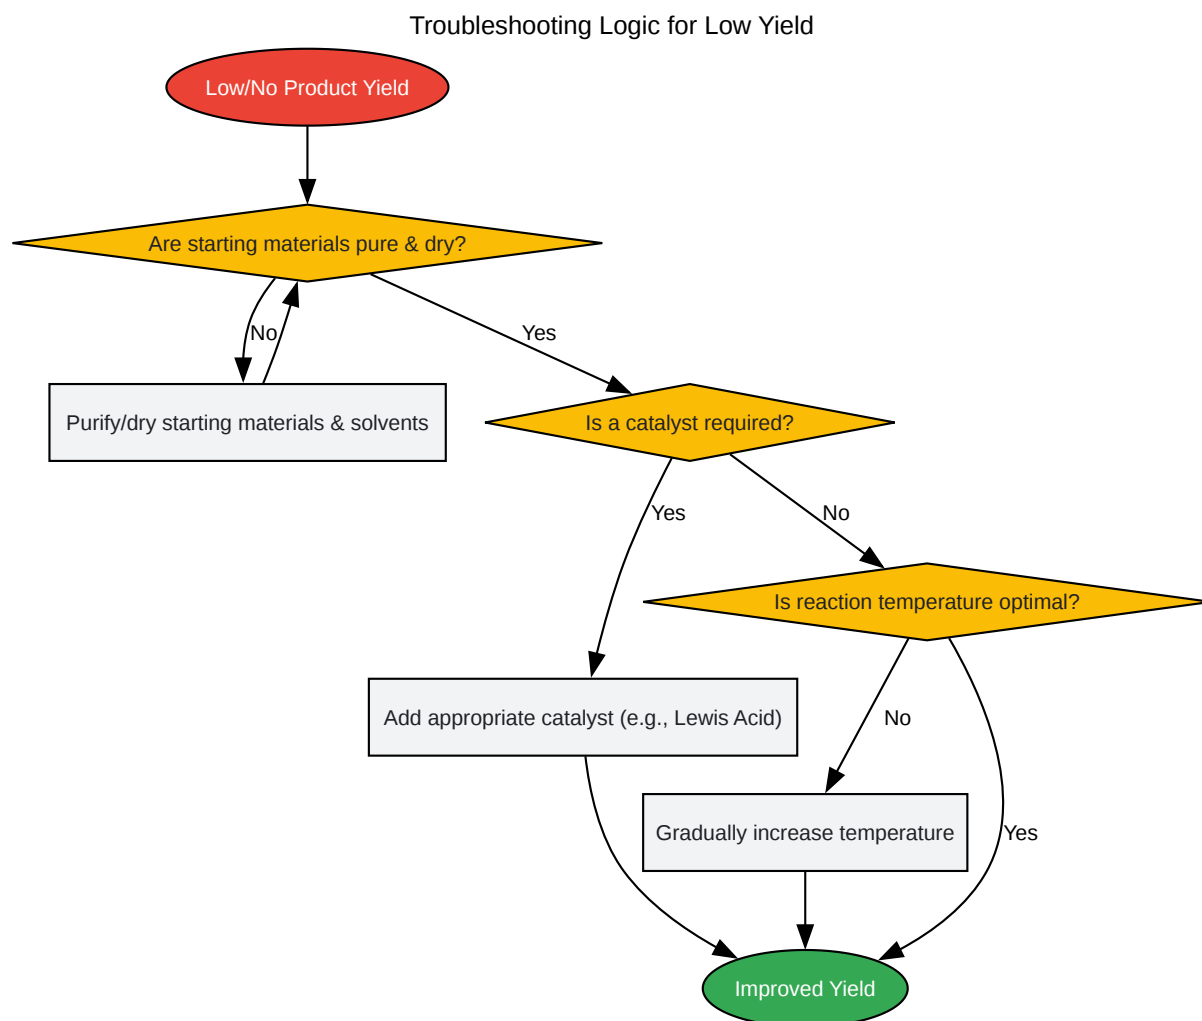 Troubleshooting Logic for Low Yield
Low/No Product Yield
Are starting materials pure & dry?
No
Yes
Purify/dry starting materials & solvents
Is a catalyst required?
Yes
No
Is reaction temperature optimal?
Add appropriate catalyst (e.g., Lewis Acid)
No
Gradually increase temperature
Yes
Improved Yield